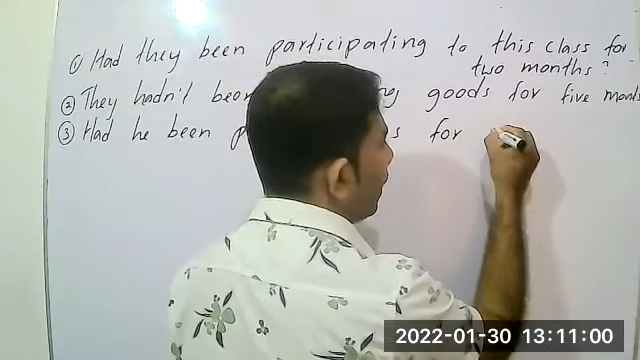 ① Had they been participating to this class for
two months?
② They hadn't been goods for five months
③ Had he been for
2022-01-30 13:11:00